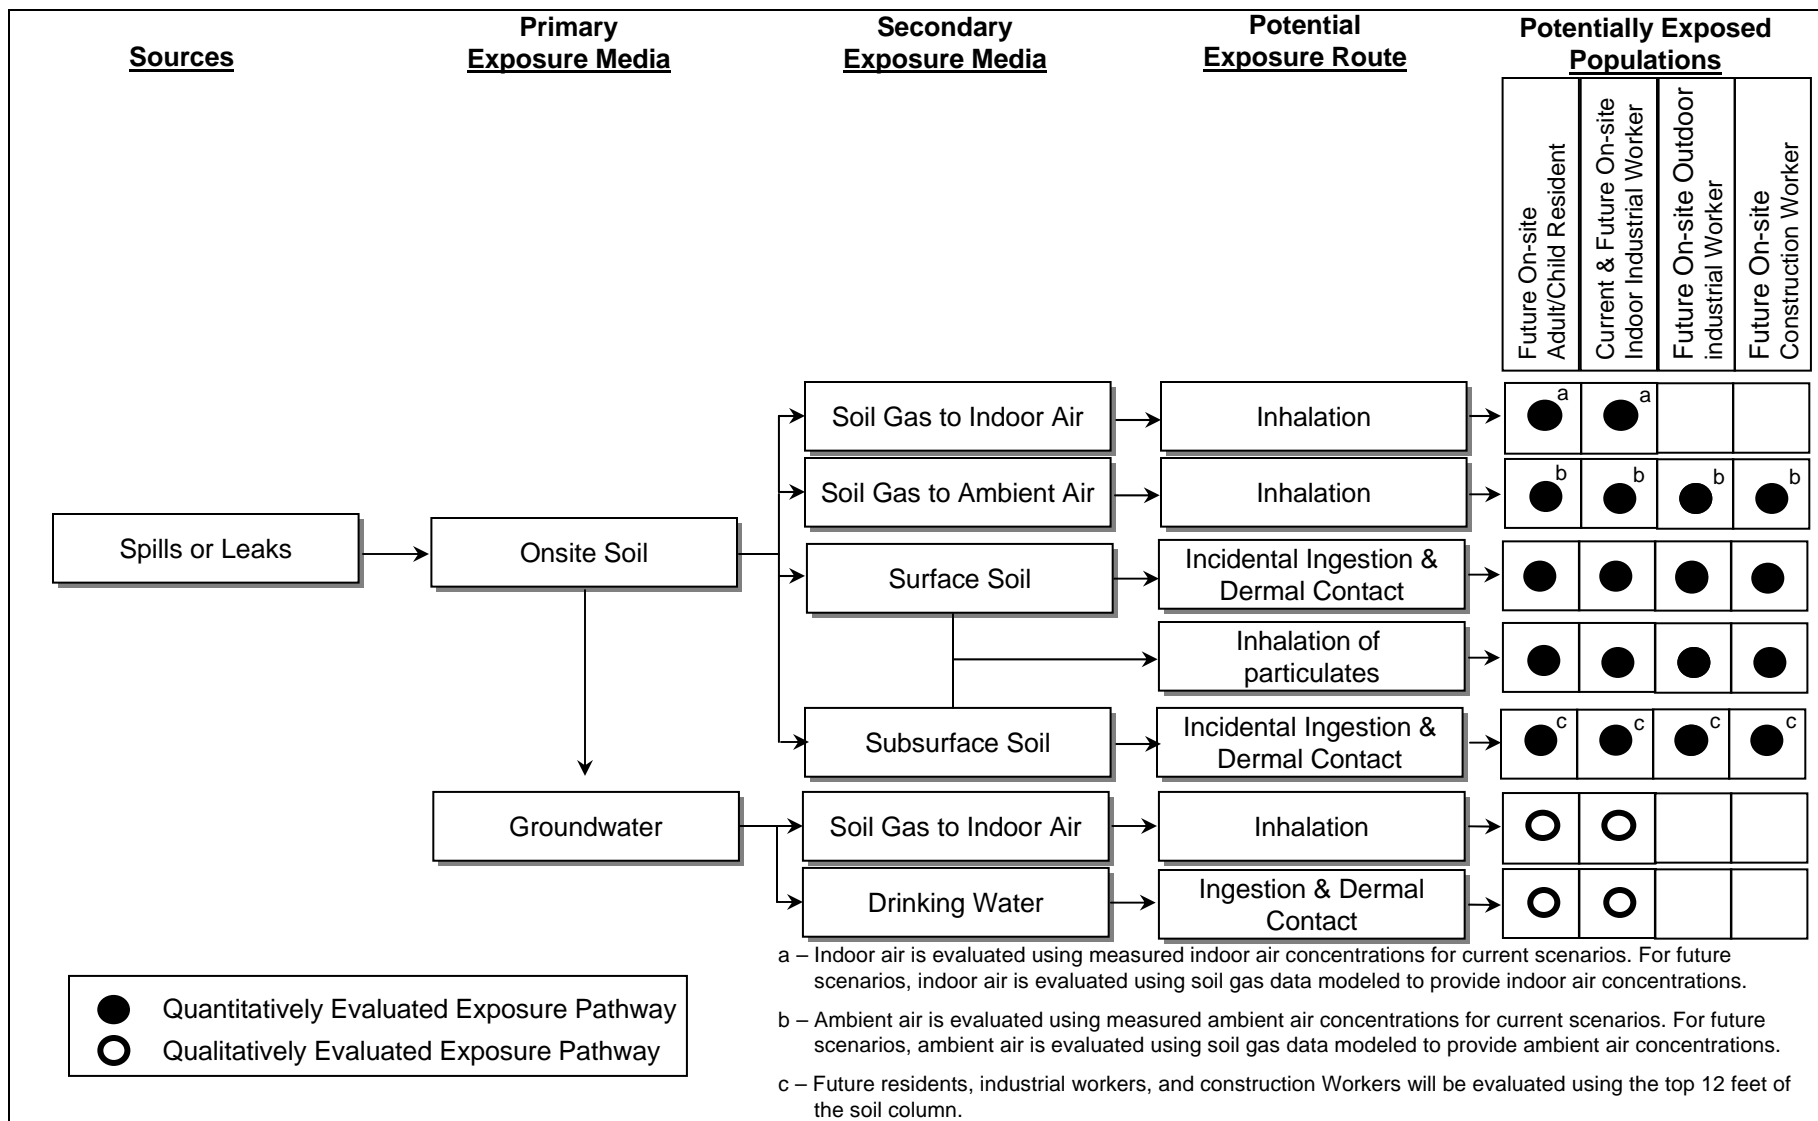 Sources
Primary
Exposure Media
Secondary
Exposure Media
Potential
Exposure Route
Potentially Exposed
Populations
Future On-site
Adult/Child Resident
Current & Future On-site
Indoor Industrial Worker
Future On-site Outdoor
industrial Worker
Future On-site
Construction Worker
Soil Gas to Indoor Air
Inhalation
a
a
Soil Gas to Ambient Air
Inhalation
b
b
b
b
Spills or Leaks
Onsite Soil
Surface Soil
Incidental Ingestion &
Dermal Contact
Inhalation of
particulates
Subsurface Soil
Incidental Ingestion &
Dermal Contact
c
c
c
c
Groundwater
Soil Gas to Indoor Air
Inhalation
Drinking Water
Ingestion & Dermal
Contact
a – Indoor air is evaluated using measured indoor air concentrations for current scenarios. For future
scenarios, indoor air is evaluated using soil gas data modeled to provide indoor air concentrations.
b – Ambient air is evaluated using measured ambient air concentrations for current scenarios. For future
scenarios, ambient air is evaluated using soil gas data modeled to provide ambient air concentrations.
c – Future residents, industrial workers, and construction Workers will be evaluated using the top 12 feet of
the soil column.
Quantitatively Evaluated Exposure Pathway
Qualitatively Evaluated Exposure Pathway